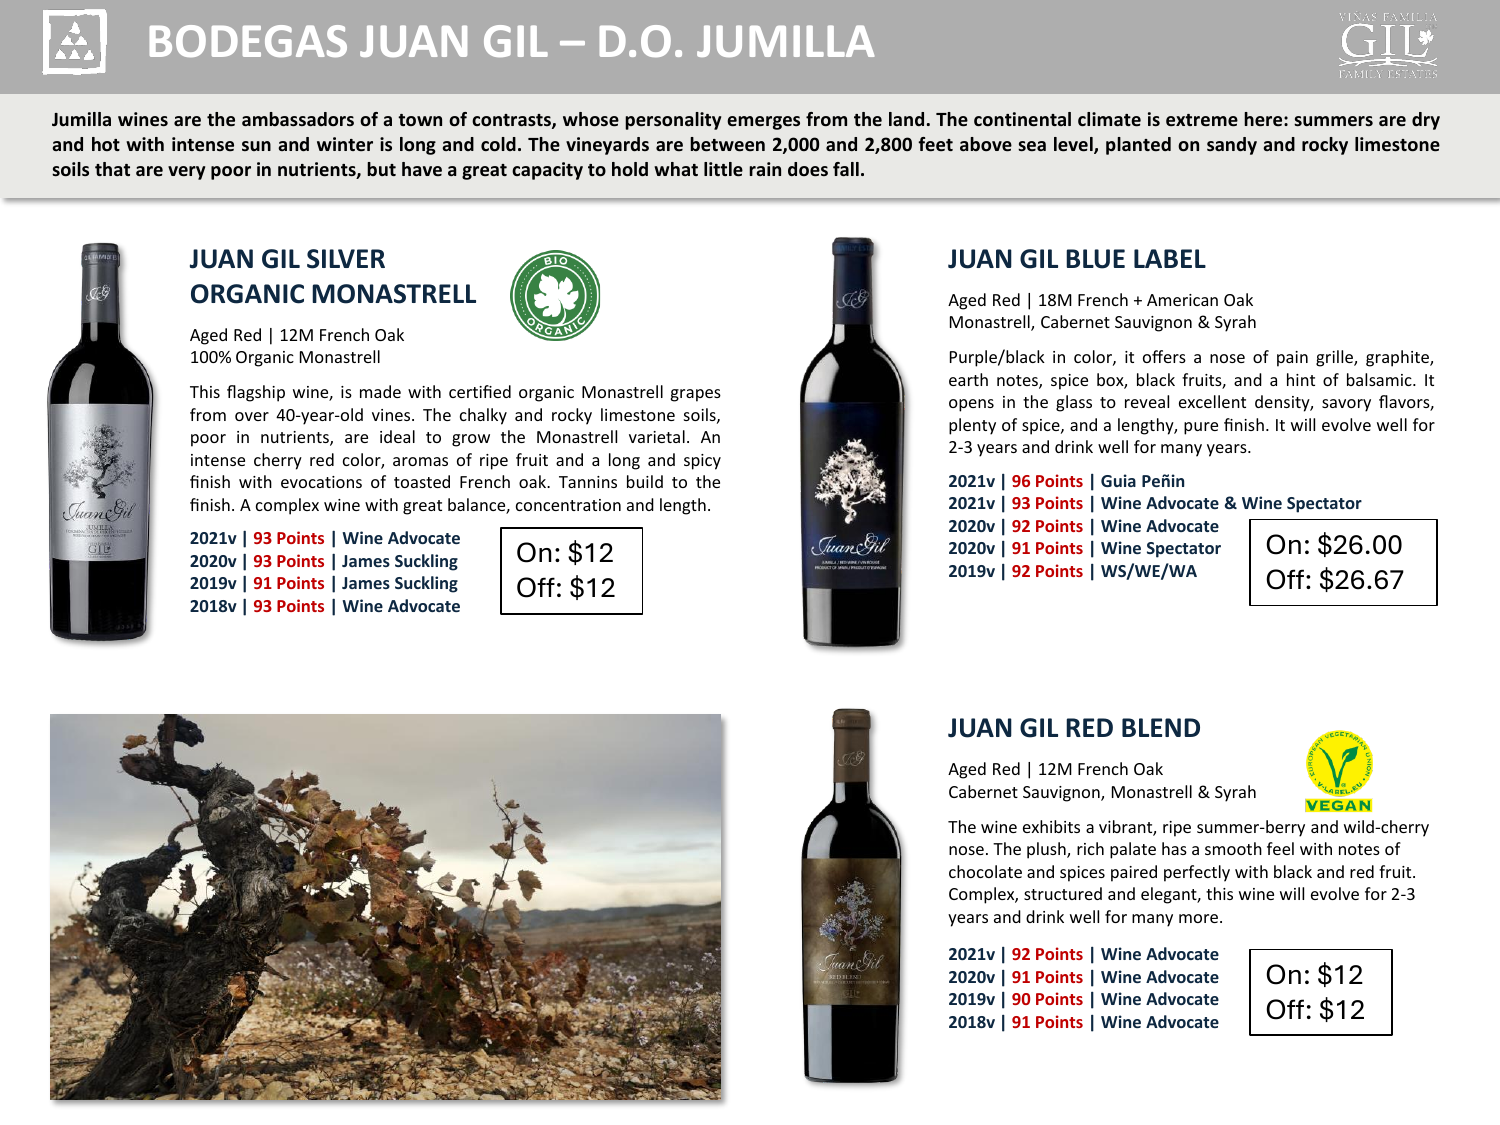 BODEGAS JUAN GIL – D.O. JUMILLA
VIÑAS FAMILIA
GIL
FAMILY ESTATES
Jumilla wines are the ambassadors of a town of contrasts, whose personality emerges from the land. The continental climate is extreme here: summers are dry
and hot with intense sun and winter is long and cold. The vineyards are between 2,000 and 2,800 feet above sea level, planted on sandy and rocky limestone
soils that are very poor in nutrients, but have a great capacity to hold what little rain does fall.
JUAN GIL SILVER
ORGANIC MONASTRELL
BIO
ORGANIC
Aged Red | 12M French Oak
100% Organic Monastrell
This flagship wine, is made with certified organic Monastrell grapes
from over 40-year-old vines. The chalky and rocky limestone soils,
poor in nutrients, are ideal to grow the Monastrell varietal. An
intense cherry red color, aromas of ripe fruit and a long and spicy
finish with evocations of toasted French oak. Tannins build to the
finish. A complex wine with great balance, concentration and length.
2021v | 93 Points | Wine Advocate
2020v | 93 Points | James Suckling
2019v | 91 Points | James Suckling
2018v | 93 Points | Wine Advocate
On: $12
Off: $12
Juan Gil
JUMILLA
GIL
JUAN GIL BLUE LABEL
Aged Red | 18M French + American Oak
Monastrell, Cabernet Sauvignon & Syrah
Purple/black in color, it offers a nose of pain grille, graphite,
earth notes, spice box, black fruits, and a hint of balsamic. It
opens in the glass to reveal excellent density, savory flavors,
plenty of spice, and a lengthy, pure finish. It will evolve well for
2-3 years and drink well for many years.
2021v | 96 Points | Guia Peñin
2021v | 93 Points | Wine Advocate & Wine Spectator
2020v | 92 Points | Wine Advocate
2020v | 91 Points | Wine Spectator
2019v | 92 Points | WS/WE/WA
On: $26.00
Off: $26.67
Juan Gil
JUAN GIL RED BLEND
Aged Red | 12M French Oak
Cabernet Sauvignon, Monastrell & Syrah
EUROPEAN VEGETARIAN UNION
V-LABEL.EU
VEGAN
The wine exhibits a vibrant, ripe summer-berry and wild-cherry
nose. The plush, rich palate has a smooth feel with notes of
chocolate and spices paired perfectly with black and red fruit.
Complex, structured and elegant, this wine will evolve for 2-3
years and drink well for many more.
2021v | 92 Points | Wine Advocate
2020v | 91 Points | Wine Advocate
2019v | 90 Points | Wine Advocate
2018v | 91 Points | Wine Advocate
On: $12
Off: $12
Juan Gil
RED BLEND